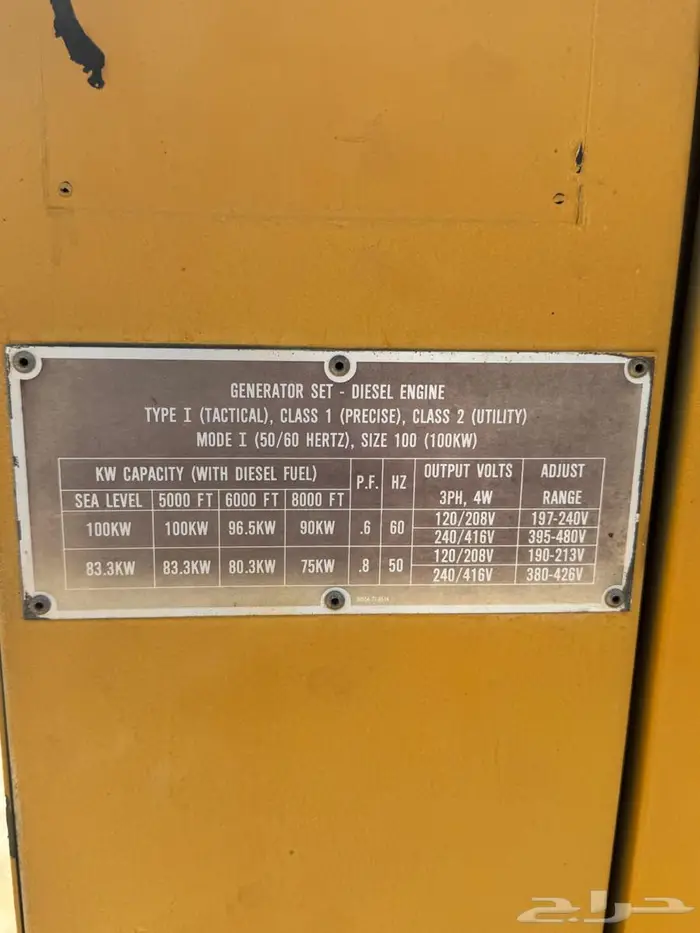 GENERATOR SET - DIESEL ENGINE
TYPE I (TACTICAL), CLASS 1 (PRECISE), CLASS 2 (UTILITY)
MODE I (50/60 HERTZ), SIZE 100 (100KW)
KW CAPACITY (WITH DIESEL FUEL) P.F. HZ OUTPUT VOLTS 3PH, 4W ADJUST RANGE
SEA LEVEL 5000 FT 6000 FT 8000 FT
100KW 100KW 96.5KW 90KW .6 60 120/208V 197-240V
240/416V 395-480V
83.3KW 83.3KW 80.3KW 75KW .8 50 120/208V 190-213V
240/416V 380-426V
حراج